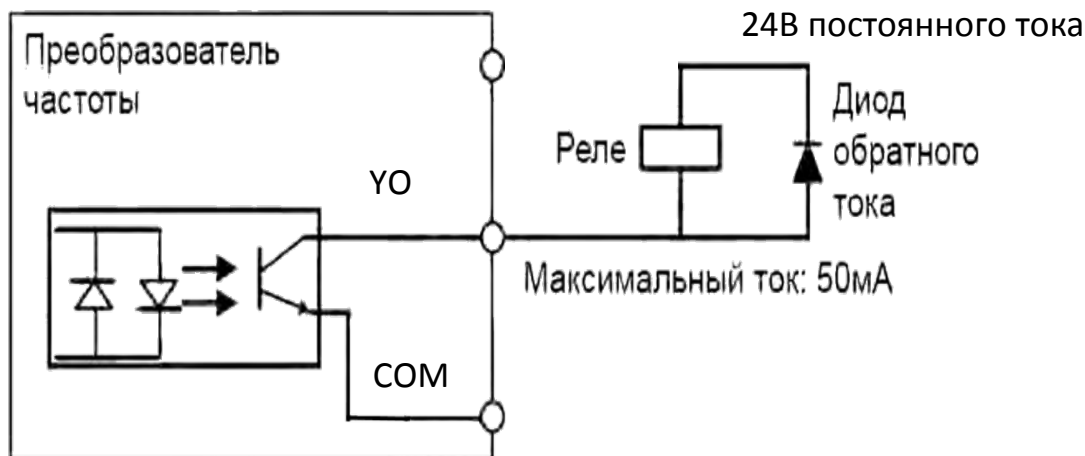 24В постоянного тока
Преобразователь
частоты
Диод
обратного
тока
Реле
YO
Максимальный ток: 50мА
COM